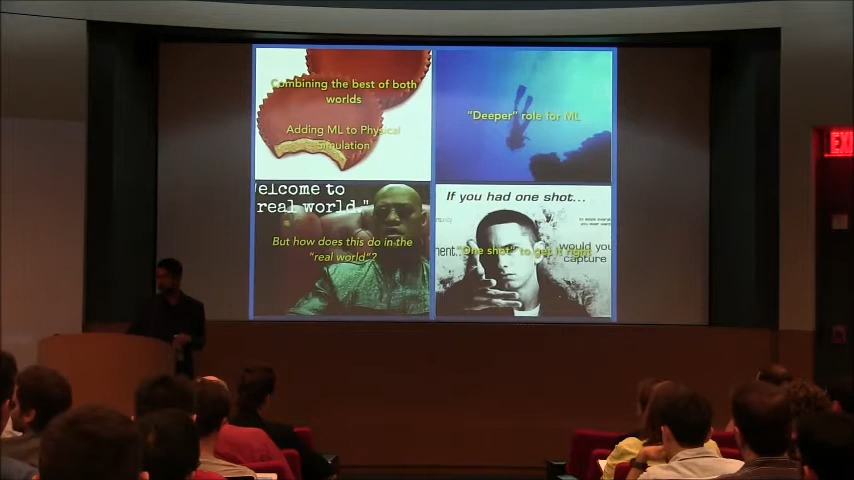 Combining the best of both
worlds
Adding ML to Physical
Simulation
"Deeper" role for ML
elcome to
real world."
But how does this do in the
"real world"?
If you had one shot...
"One shot" to get it right
would you
capture
EXI